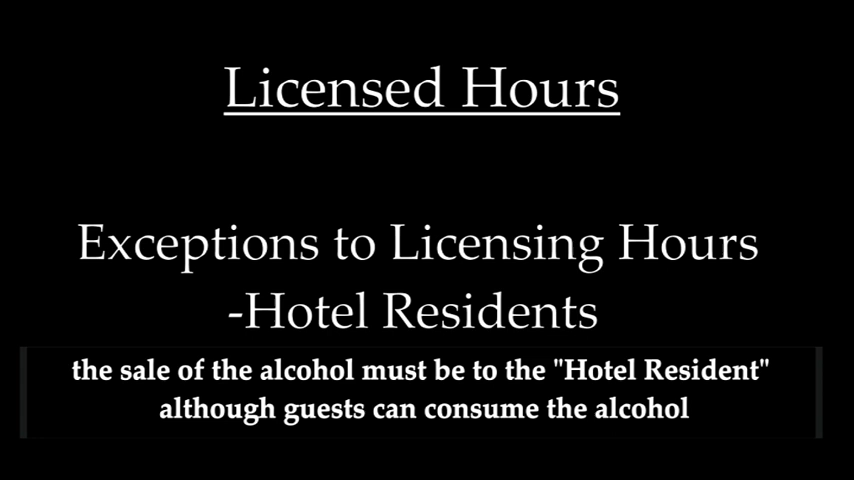 Licensed Hours
Exceptions to Licensing Hours
-Hotel Residents
the sale of the alcohol must be to the "Hotel Resident"
although guests can consume the alcohol